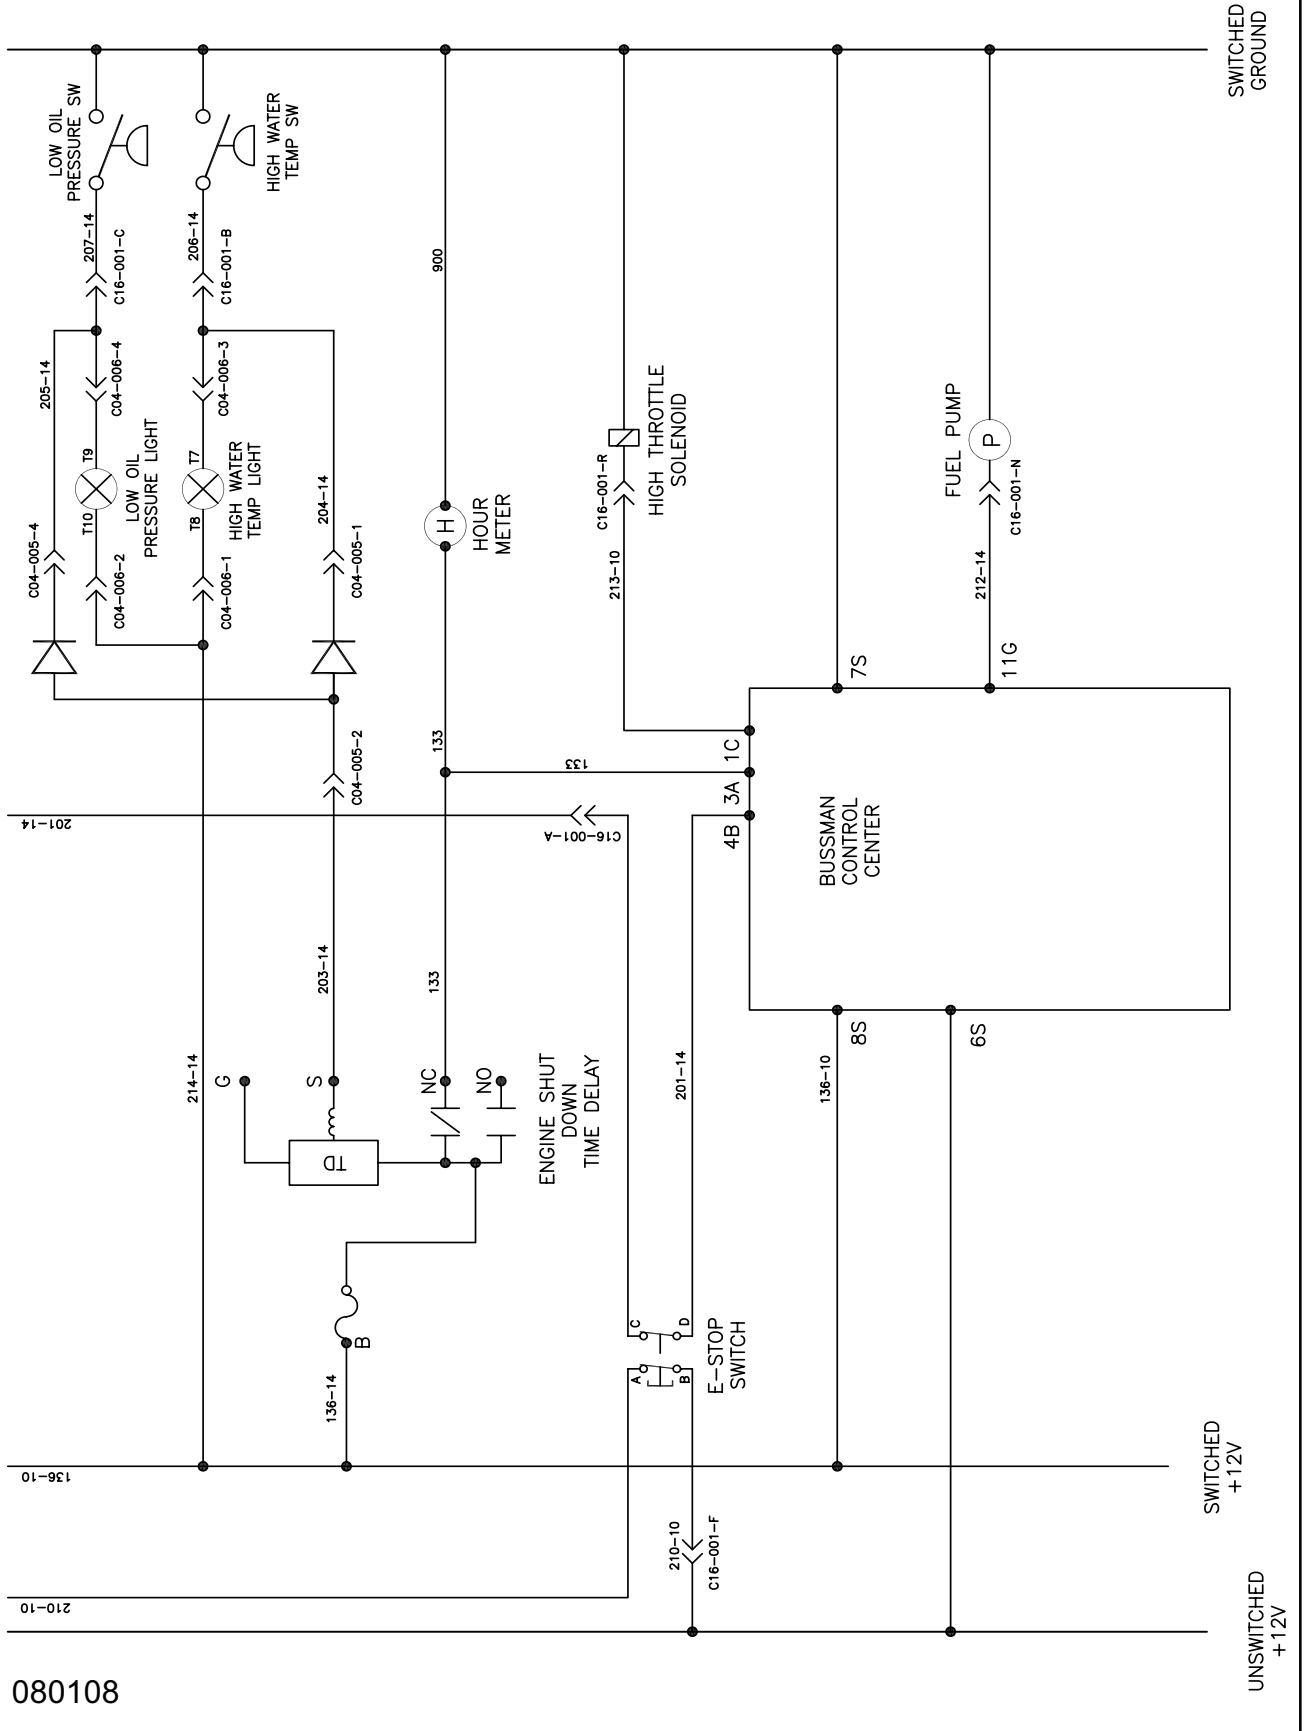 SWITCHED
GROUND
LOW OIL
PRESSURE SW
HIGH WATER
TEMP SW
207-14
C16-001-C
206-14
C16-001-B
900
205-14
C04-006-4
C04-006-3
T9
T10
LOW OIL
PRESSURE LIGHT
T7
T8
HIGH WATER
TEMP LIGHT
204-14
C04-005-4
C04-006-2
C04-006-1
C04-005-1
H
HOUR
METER
C16-001-R
HIGH THROTTLE
SOLENOID
213-10
FUEL PUMP
P
C16-001-N
212-14
7S
11G
133
133
1C
3A
4B
C04-005-2
201-14
C16-001-A
BUSSMAN
CONTROL
CENTER
203-14
133
214-14
G
S
NC
NO
TD
ENGINE SHUT
DOWN
TIME DELAY
201-14
8S
6S
136-10
B
136-14
C
D
A
B
E-STOP
SWITCH
136-10
SWITCHED
+12V
210-10
C16-001-F
210-10
UNSWITCHED
+12V
080108